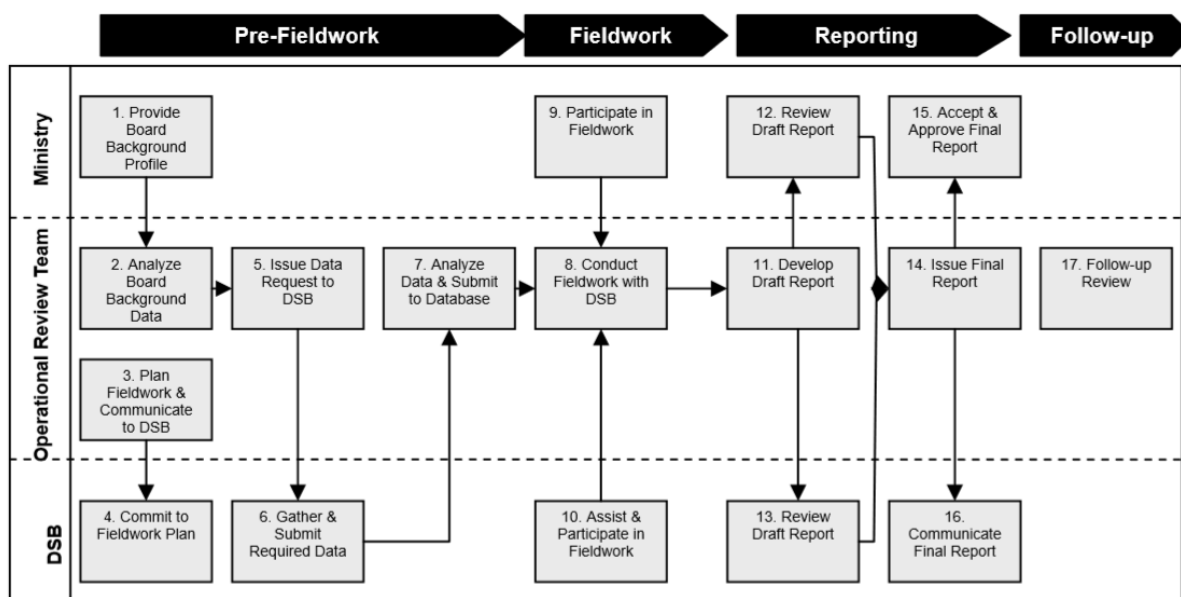 Pre-Fieldwork
Fieldwork
Reporting
Follow-up
Ministry
1. Provide
Board
Background
Profile
9. Participate in
Fieldwork
12. Review
Draft Report
15. Accept &
Approve Final
Report
Operational Review Team
2. Analyze
Board
Background
Data
5. Issue Data
Request to
DSB
7. Analyze
Data & Submit
to Database
8. Conduct
Fieldwork with
DSB
11. Develop
Draft Report
14. Issue Final
Report
17. Follow-up
Review
3. Plan
Fieldwork &
Communicate
to DSB
DSB
4. Commit to
Fieldwork Plan
6. Gather &
Submit
Required Data
10. Assist &
Participate in
Fieldwork
13. Review
Draft Report
16.
Communicate
Final Report